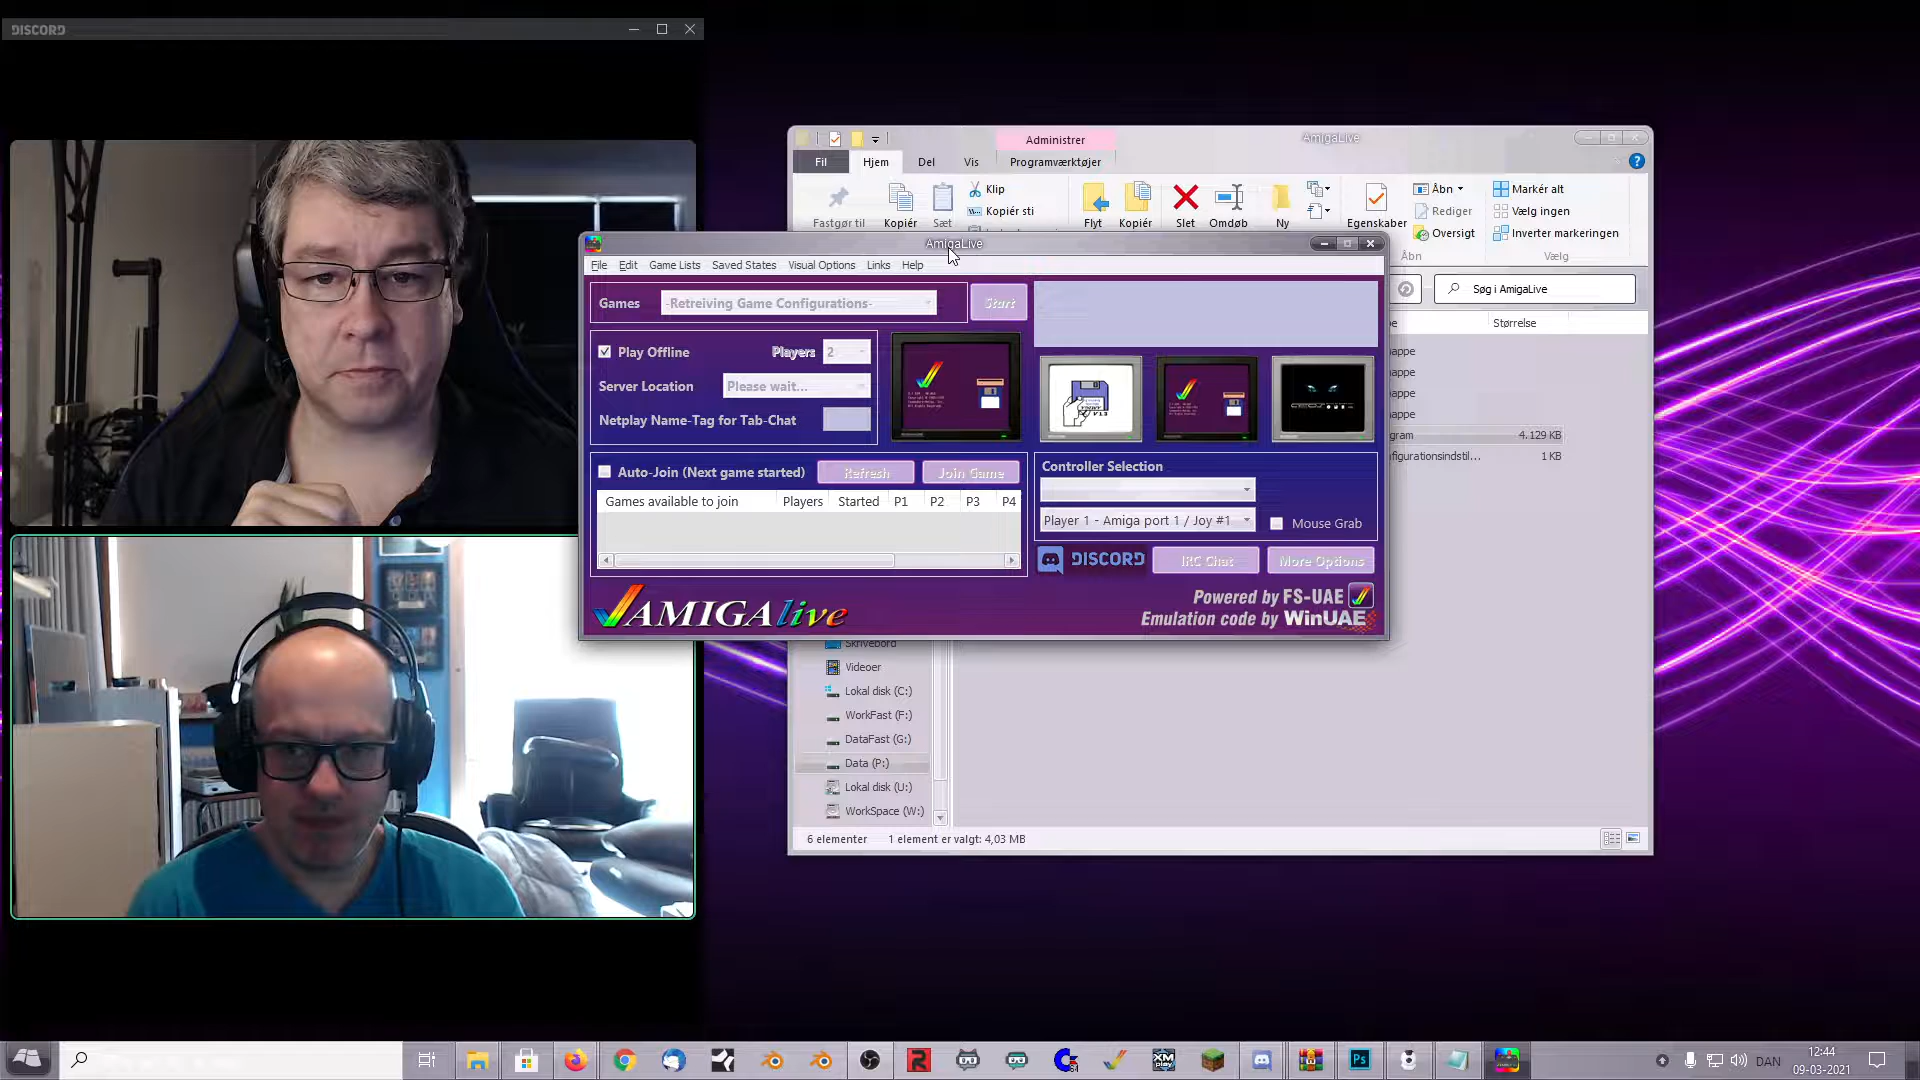 DISCORD
Administrer
AmigaLive
Fil
Hjem
Del
Vis
Programværktøjer
Fastgør til
Kopiér
Sæt
Klip
Kopiér sti
Flyt
Kopiér
Slet
Omdøb
Ny
Egenskaber
Åbn
Rediger
Oversigt
Åbn
Markér alt
Vælg ingen
Inverter markeringen
Vælg
Søg i AmigaLive
Størrelse
4.129 KB
1 KB
AmigaLive
File
Edit
Game Lists
Saved States
Visual Options
Links
Help
Games
-Retreiving Game Configurations-
Start
Play Offline
Players
2
Server Location
Please wait...
Netplay Name-Tag for Tab-Chat
Auto-Join (Next game started)
Refresh
Join Game
Games available to join
Players
Started
P1
P2
P3
P4
Controller Selection
Player 1 - Amiga port 1 / Joy #1
Mouse Grab
DISCORD
IRC Chat
More Options
AMIGAlive
Powered by FS-UAE
Emulation code by WinUAE
Skrivebord
Videoer
Lokal disk (C:)
WorkFast (F:)
DataFast (G:)
Data (P:)
Lokal disk (U:)
WorkSpace (W:)
6 elementer
1 element er valgt: 4,03 MB
DAN
12:44
09-03-2021